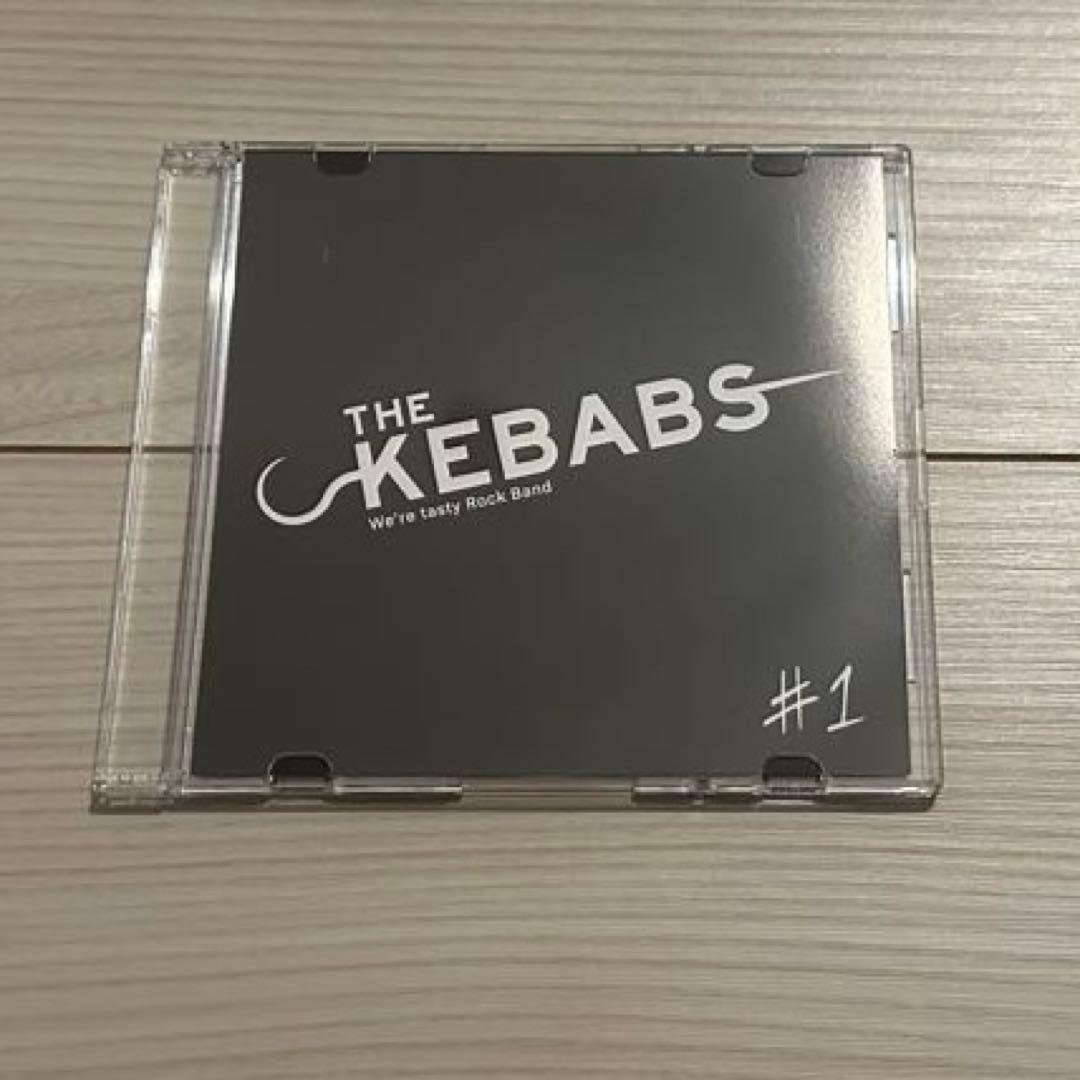 THE
KEBABS
We're tasty Rock Band
#1